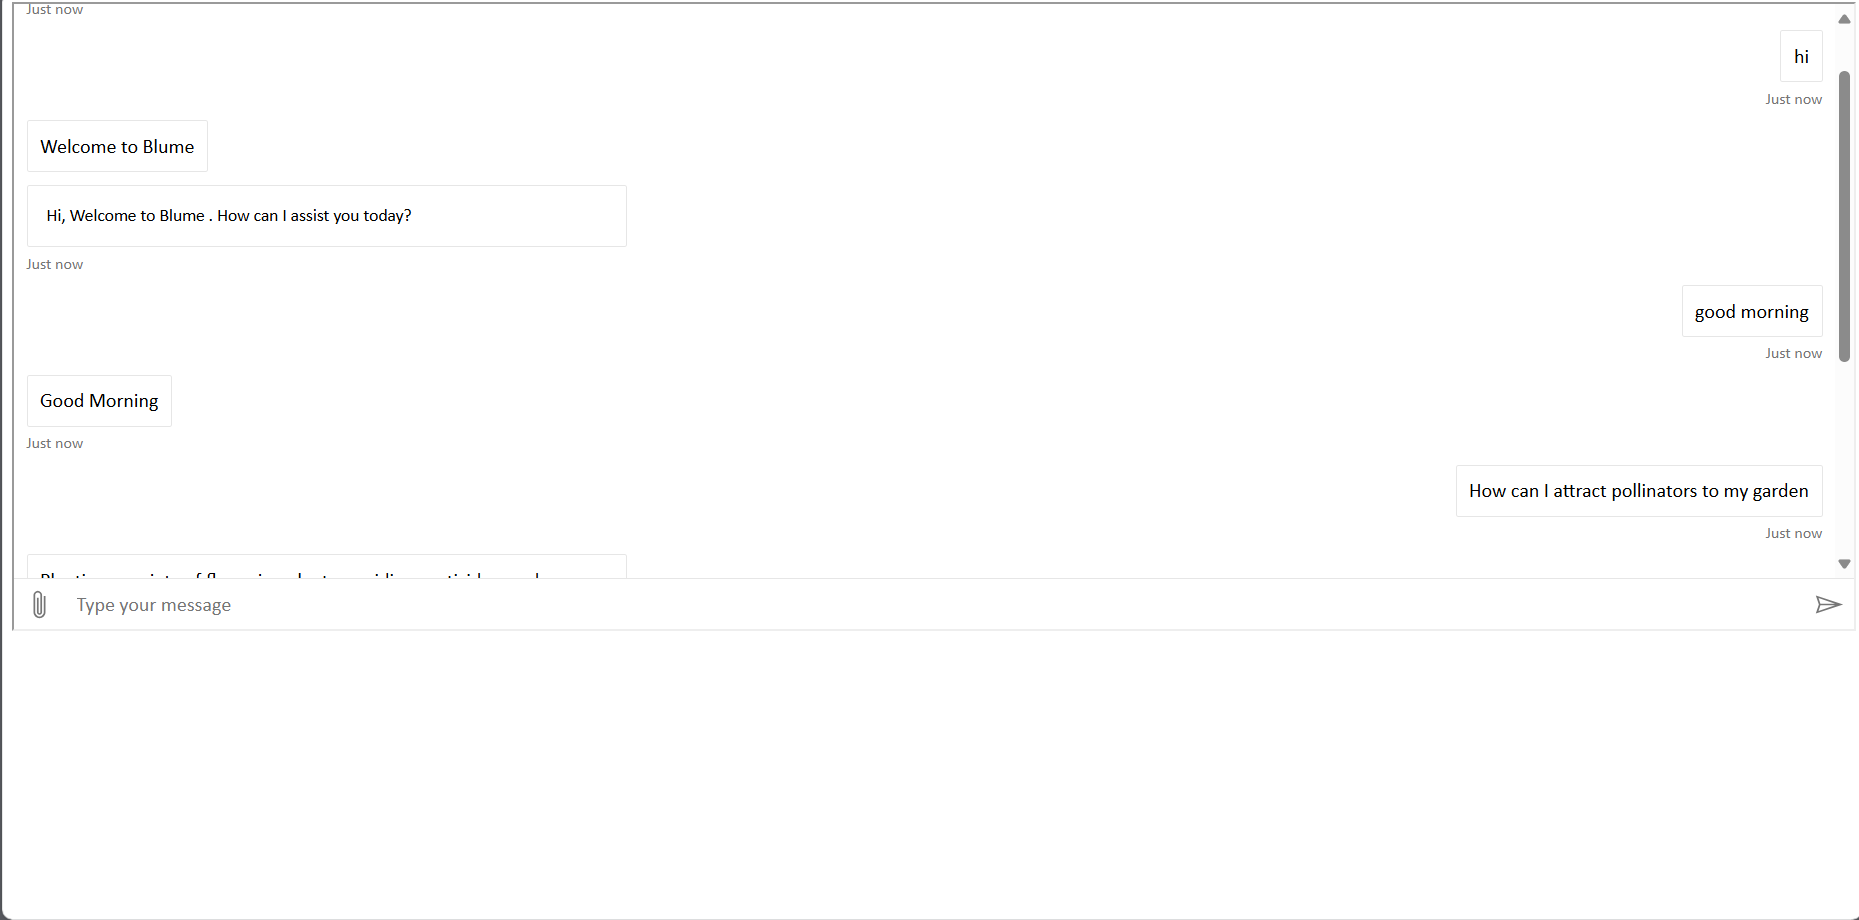 Just now
hi
Just now
Welcome to Blume
Hi, Welcome to Blume . How can I assist you today?
Just now
good morning
Just now
Good Morning
Just now
How can I attract pollinators to my garden
Just now
Type your message